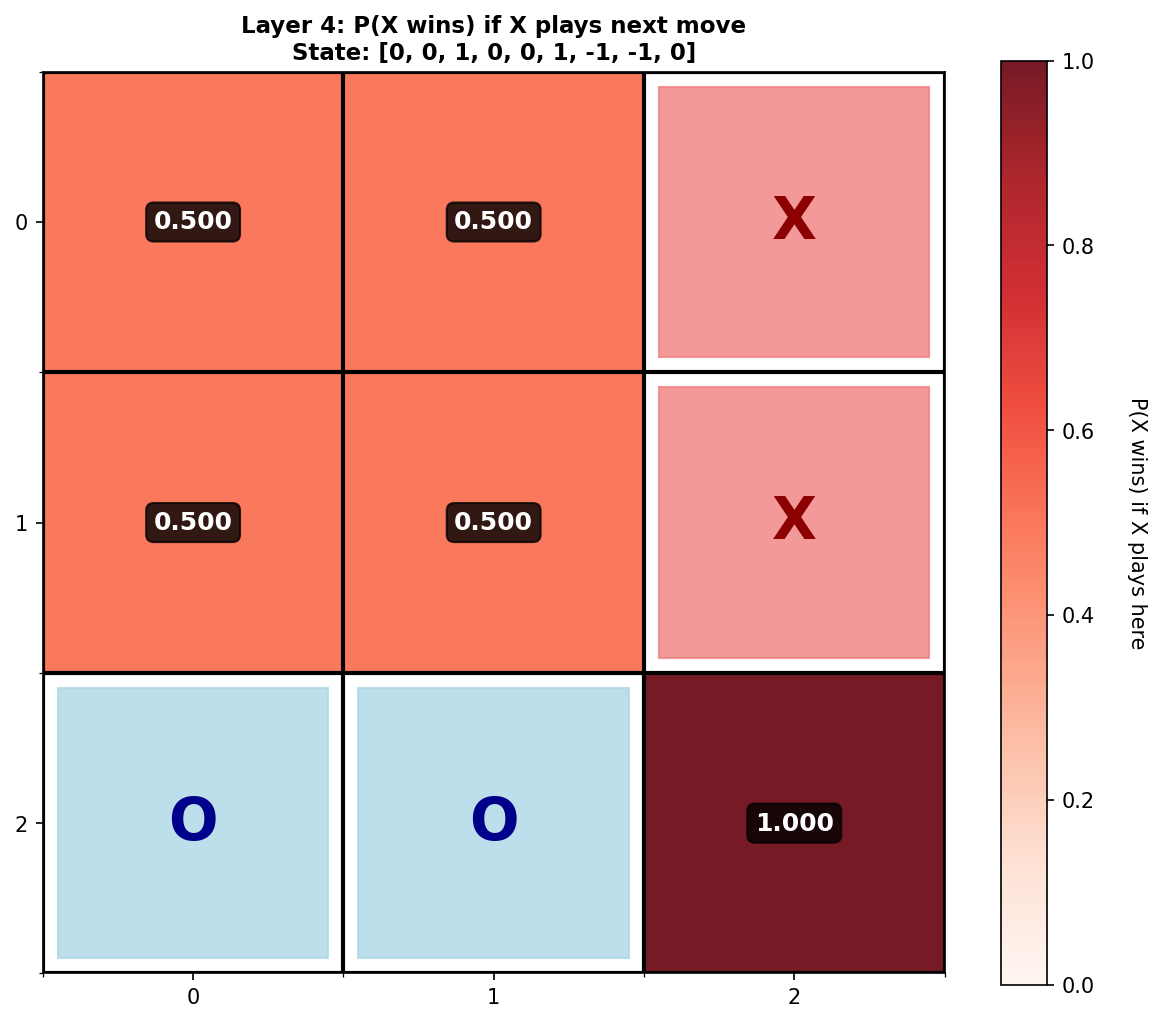 Layer 4: P(X wins) if X plays next move
State: [0, 0, 1, 0, 0, 1, -1, -1, 0]
0
0.500
0.500
X
1
0.500
0.500
X
2
O
O
1.000
0
1
2
1.0
0.8
0.6
0.4
0.2
0.0
P(X wins) if X plays here